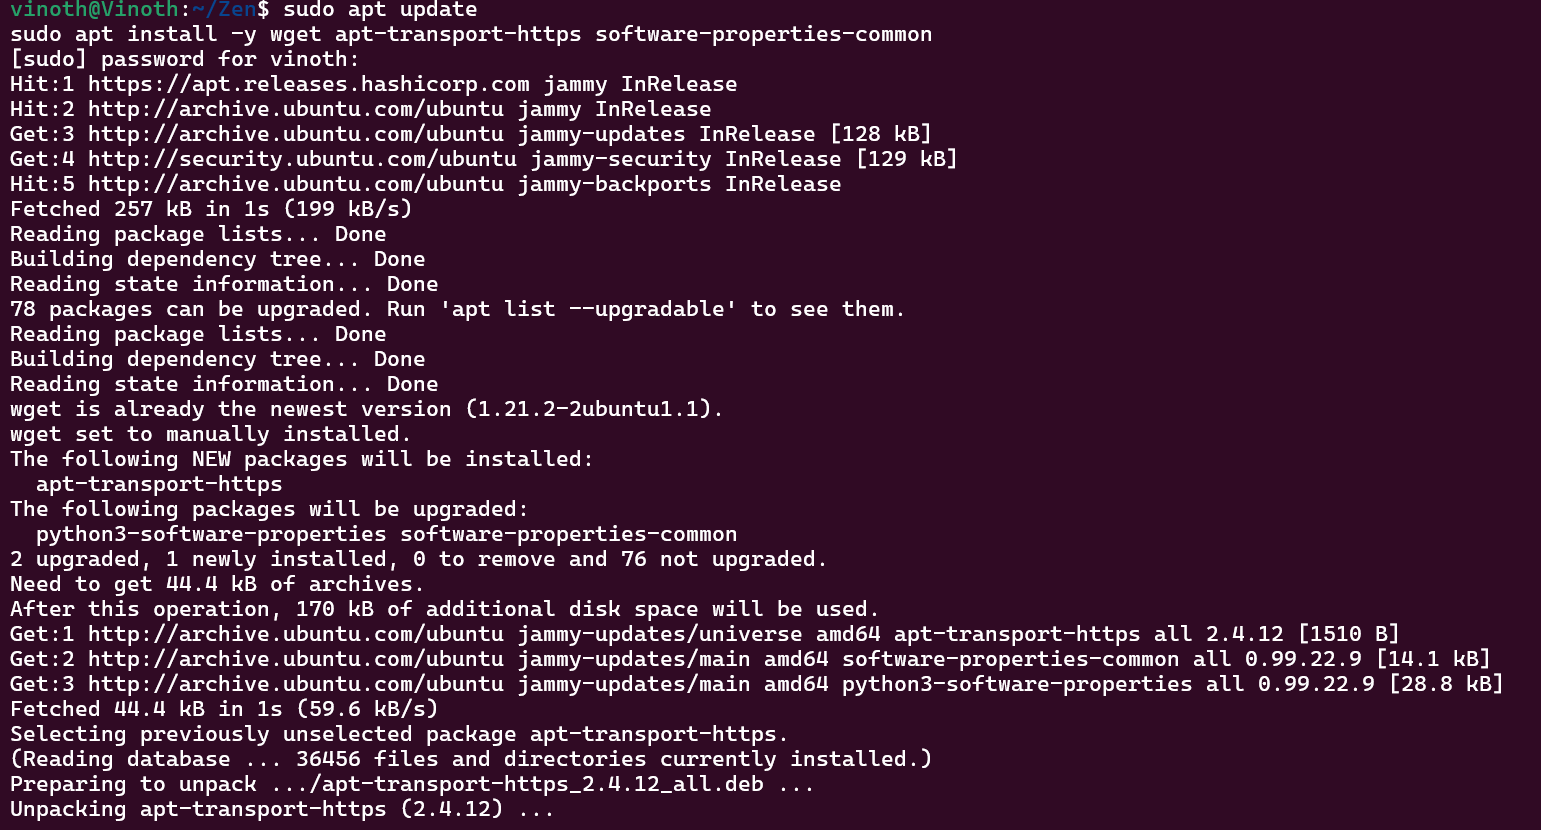 vinoth@Vinoth:~/Zen$ sudo apt update
sudo apt install -y wget apt-transport-https software-properties-common
[sudo] password for vinoth:
Hit:1 https://apt.releases.hashicorp.com jammy InRelease
Hit:2 http://archive.ubuntu.com/ubuntu jammy InRelease
Get:3 http://archive.ubuntu.com/ubuntu jammy-updates InRelease [128 kB]
Get:4 http://security.ubuntu.com/ubuntu jammy-security InRelease [129 kB]
Hit:5 http://archive.ubuntu.com/ubuntu jammy-backports InRelease
Fetched 257 kB in 1s (199 kB/s)
Reading package lists... Done
Building dependency tree... Done
Reading state information... Done
78 packages can be upgraded. Run 'apt list --upgradable' to see them.
Reading package lists... Done
Building dependency tree... Done
Reading state information... Done
wget is already the newest version (1.21.2-2ubuntu1.1).
wget set to manually installed.
The following NEW packages will be installed:
  apt-transport-https
The following packages will be upgraded:
  python3-software-properties software-properties-common
2 upgraded, 1 newly installed, 0 to remove and 76 not upgraded.
Need to get 44.4 kB of archives.
After this operation, 170 kB of additional disk space will be used.
Get:1 http://archive.ubuntu.com/ubuntu jammy-updates/universe amd64 apt-transport-https all 2.4.12 [1510 B]
Get:2 http://archive.ubuntu.com/ubuntu jammy-updates/main amd64 software-properties-common all 0.99.22.9 [14.1 kB]
Get:3 http://archive.ubuntu.com/ubuntu jammy-updates/main amd64 python3-software-properties all 0.99.22.9 [28.8 kB]
Fetched 44.4 kB in 1s (59.6 kB/s)
Selecting previously unselected package apt-transport-https.
(Reading database ... 36456 files and directories currently installed.)
Preparing to unpack .../apt-transport-https_2.4.12_all.deb ...
Unpacking apt-transport-https (2.4.12) ...